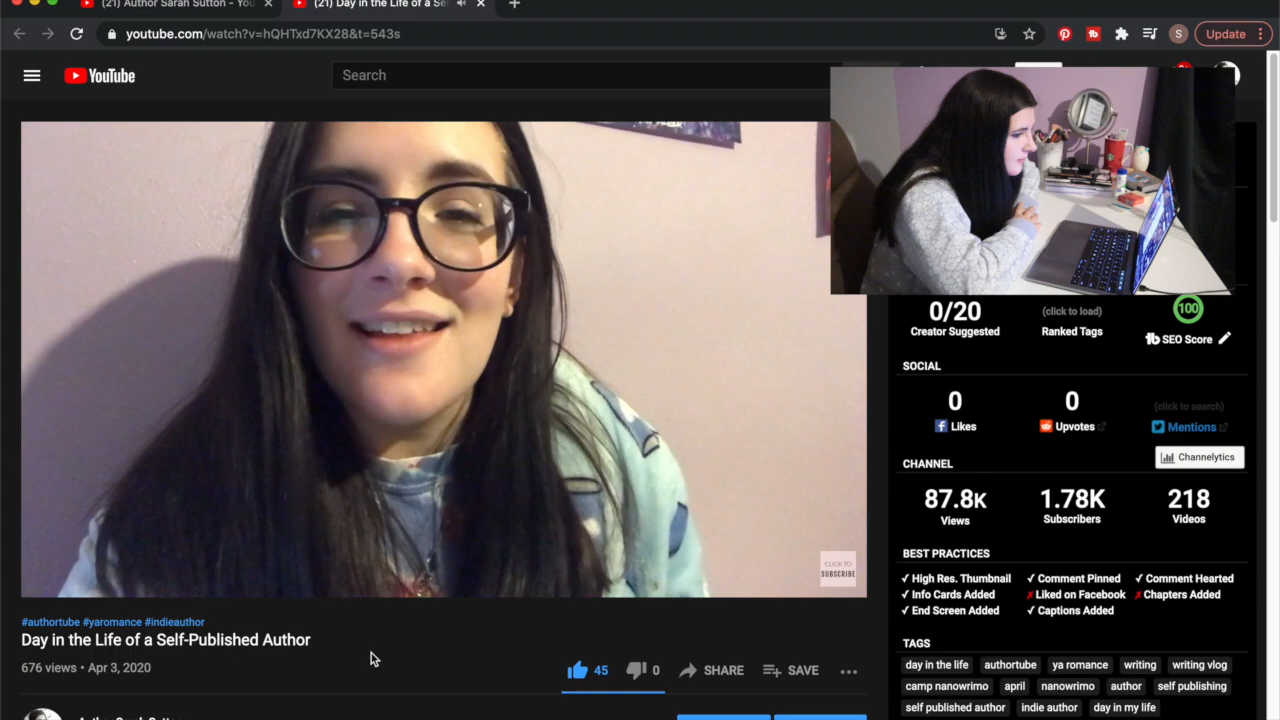 (21) Author Sarah Sutton - You
(21) Day in the Life of a Sel
youtube.com/watch?v=hQHTxd7KX28&t=543s
S
Update
YouTube
Search
CLICK TO
SUBSCRIBE
#authortube #yaromance #indieauthor
Day in the Life of a Self-Published Author
676 views • Apr 3, 2020
45
0
SHARE
SAVE
Author Sarah Sutton
0/20
Creator Suggested
(click to load)
Ranked Tags
100
tb SEO Score
SOCIAL
0
Likes
0
Upvotes
(click to search)
Mentions
Channelytics
CHANNEL
87.8K
Views
1.78K
Subscribers
218
Videos
BEST PRACTICES
✓ High Res. Thumbnail ✓ Comment Pinned ✓ Comment Hearted
✓ Info Cards Added ✗ Liked on Facebook ✗ Chapters Added
✓ End Screen Added ✓ Captions Added
TAGS
day in the life authortube ya romance writing writing vlog
camp nanowrimo april nanowrimo author self publishing
self published author indie author day in my life